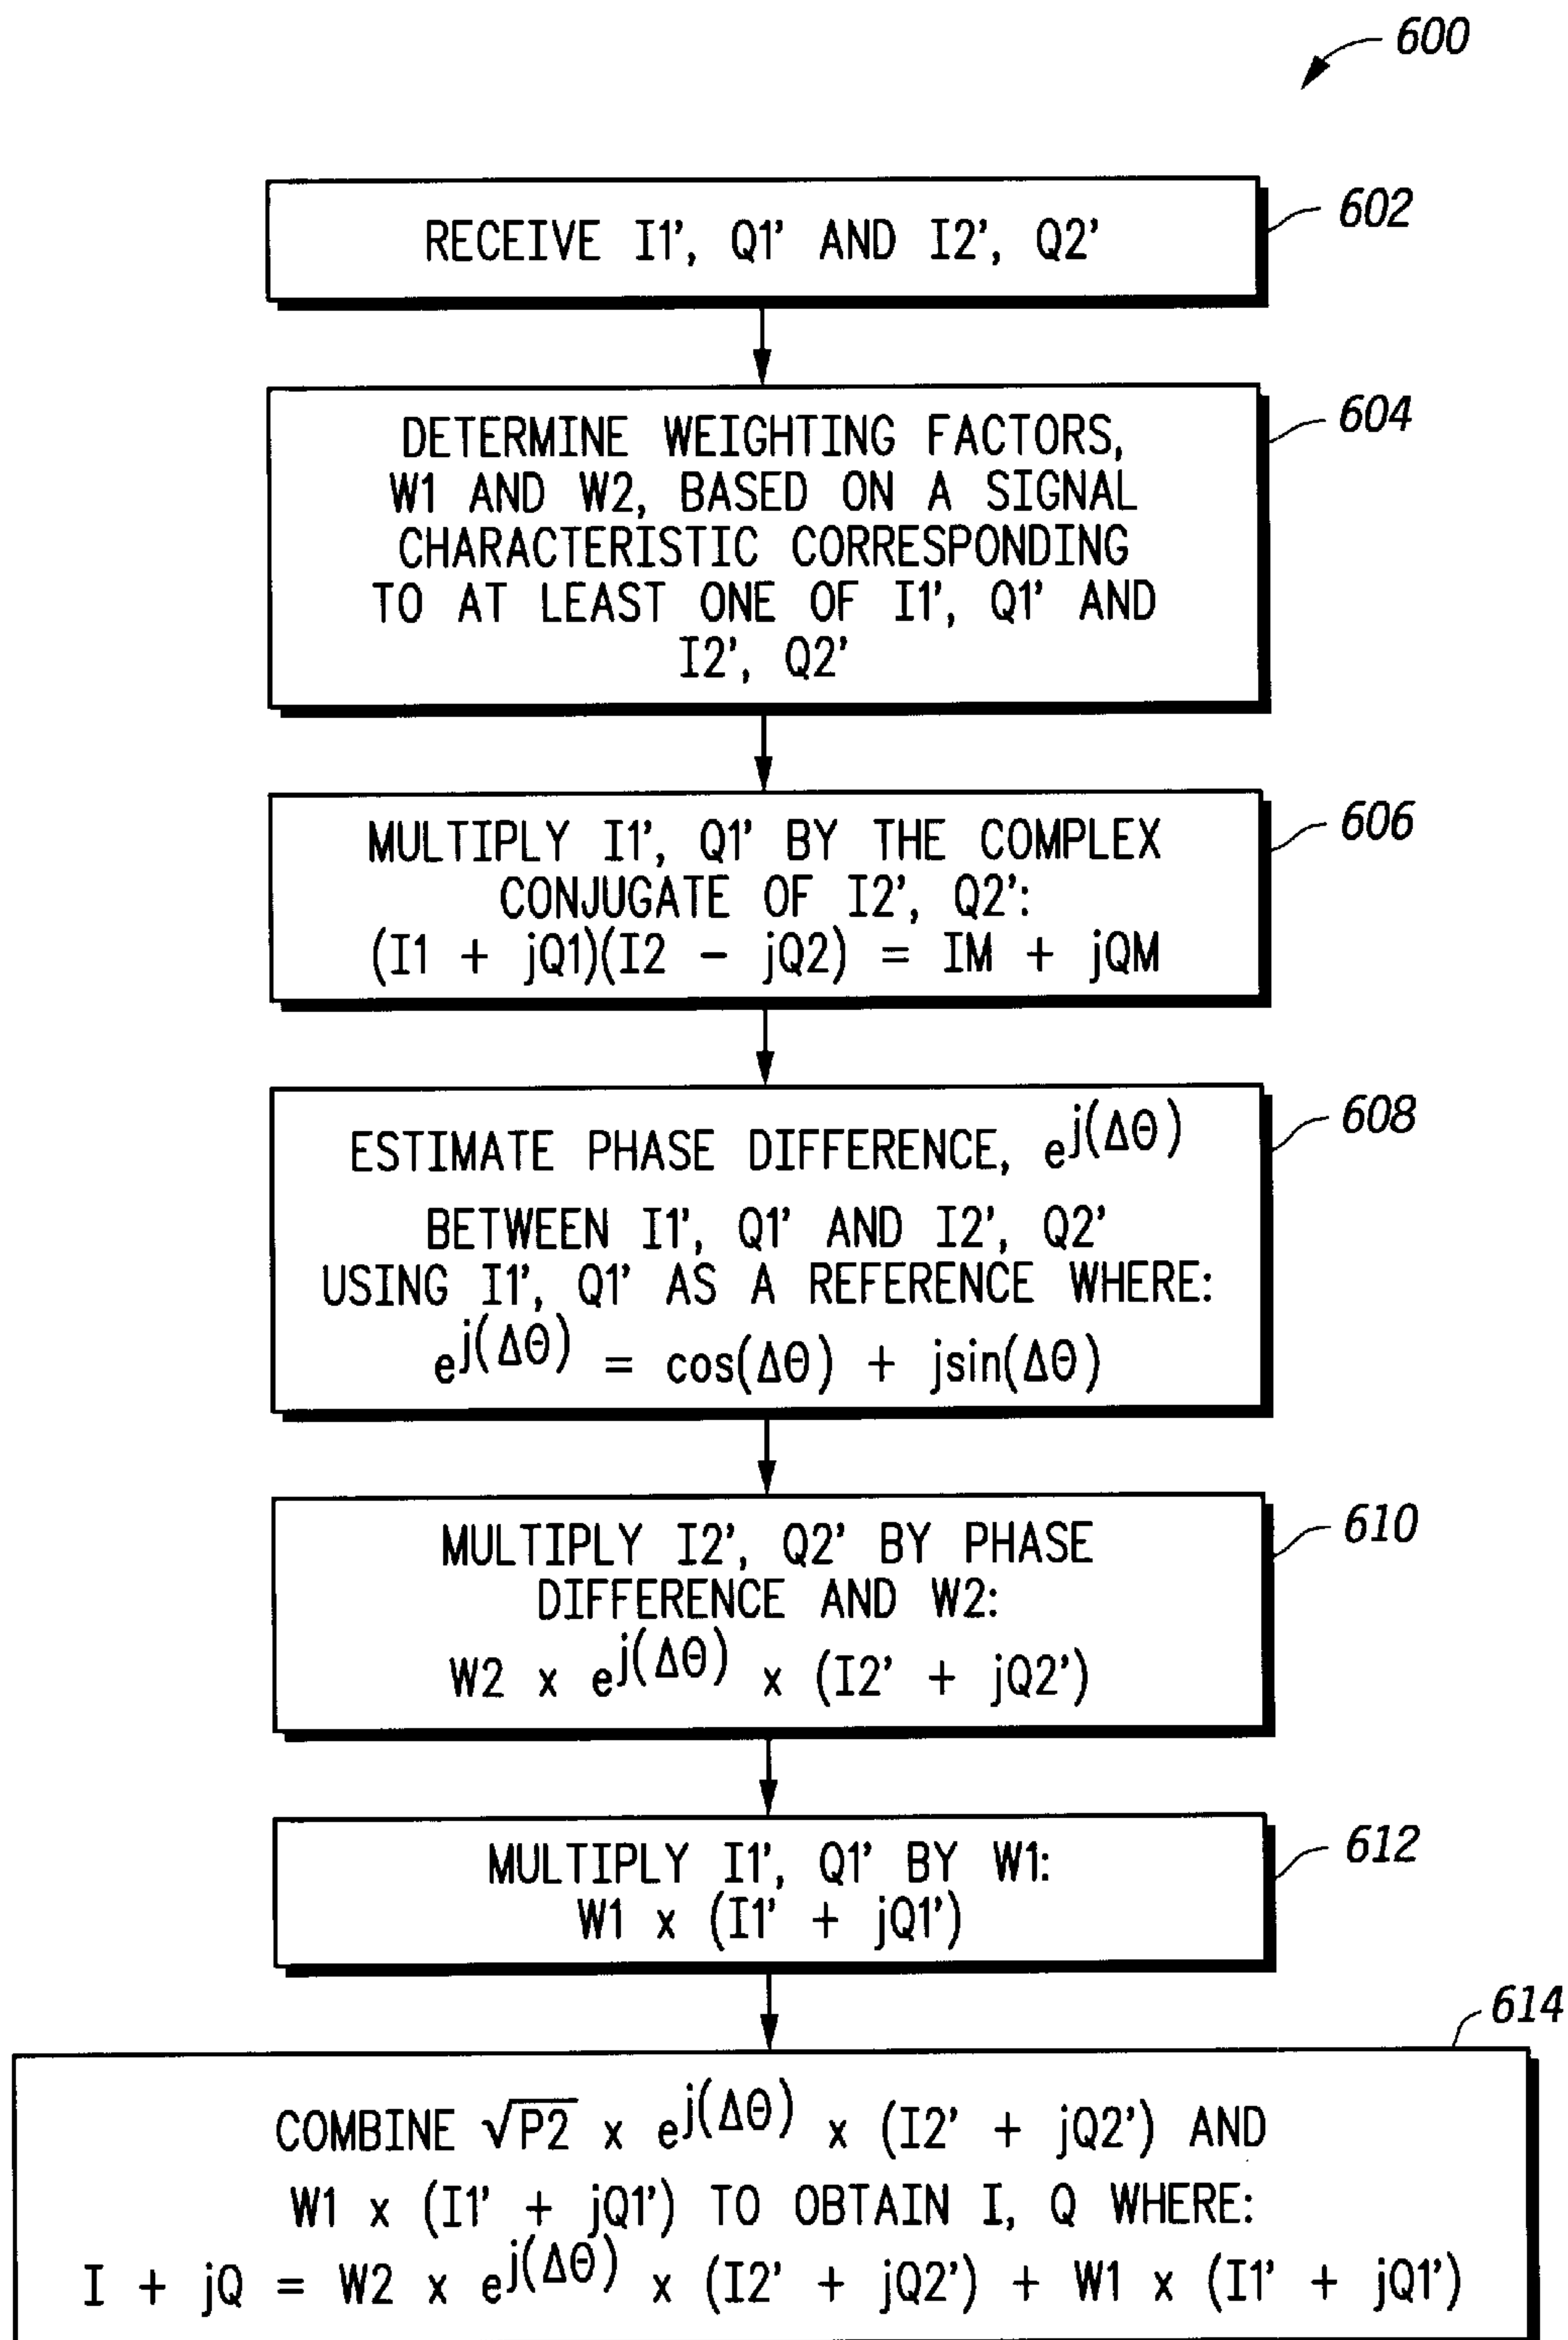 600
RECEIVE I1', Q1' AND I2', Q2'
602
DETERMINE WEIGHTING FACTORS,
W1 AND W2, BASED ON A SIGNAL
CHARACTERISTIC CORRESPONDING
TO AT LEAST ONE OF I1', Q1' AND
I2', Q2'
604
MULTIPLY I1', Q1' BY THE COMPLEX
CONJUGATE OF I2', Q2':
(I1 + jQ1)(I2 - jQ2) = IM + jQM
606
ESTIMATE PHASE DIFFERENCE, e^j(ΔΘ)
BETWEEN I1', Q1' AND I2', Q2'
USING I1', Q1' AS A REFERENCE WHERE:
e^j(ΔΘ) = cos(ΔΘ) + jsin(ΔΘ)
608
MULTIPLY I2', Q2' BY PHASE
DIFFERENCE AND W2:
W2 x e^j(ΔΘ) x (I2' + jQ2')
610
MULTIPLY I1', Q1' BY W1:
W1 x (I1' + jQ1')
612
614
COMBINE √P2 x e^j(ΔΘ) x (I2' + jQ2') AND
W1 x (I1' + jQ1') TO OBTAIN I, Q WHERE:
I + jQ = W2 x e^j(ΔΘ) x (I2' + jQ2') + W1 x (I1' + jQ1')